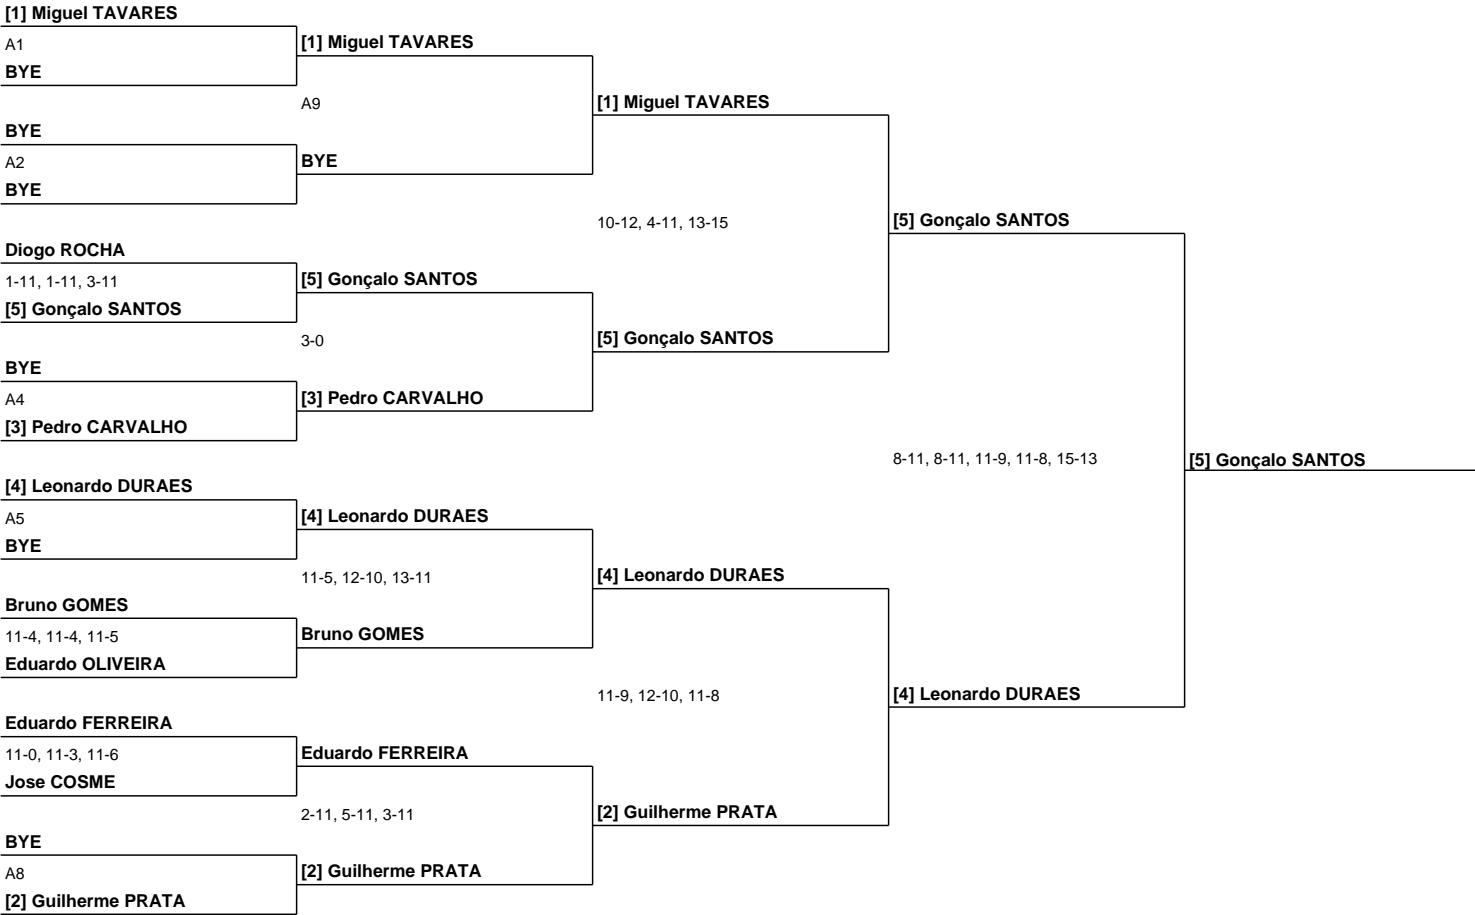 [1] Miguel TAVARES
A1
[1] Miguel TAVARES
BYE
A9
[1] Miguel TAVARES
BYE
A2
BYE
BYE
10-12, 4-11, 13-15
[5] Gonçalo SANTOS
Diogo ROCHA
1-11, 1-11, 3-11
[5] Gonçalo SANTOS
[5] Gonçalo SANTOS
3-0
[5] Gonçalo SANTOS
BYE
A4
[3] Pedro CARVALHO
[3] Pedro CARVALHO
8-11, 8-11, 11-9, 11-8, 15-13
[5] Gonçalo SANTOS
[4] Leonardo DURAES
A5
[4] Leonardo DURAES
BYE
11-5, 12-10, 13-11
[4] Leonardo DURAES
Bruno GOMES
11-4, 11-4, 11-5
Bruno GOMES
Eduardo OLIVEIRA
11-9, 12-10, 11-8
[4] Leonardo DURAES
Eduardo FERREIRA
11-0, 11-3, 11-6
Eduardo FERREIRA
Jose COSME
2-11, 5-11, 3-11
[2] Guilherme PRATA
BYE
A8
[2] Guilherme PRATA
[2] Guilherme PRATA